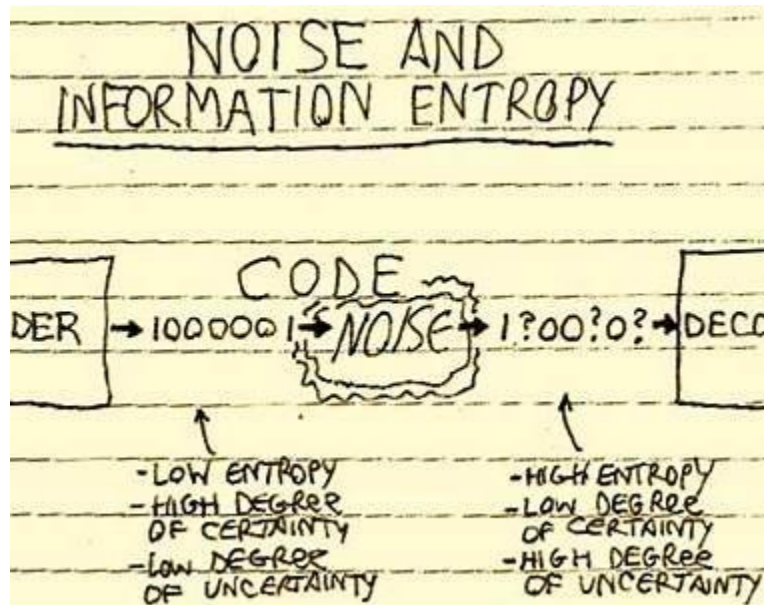 NOISE AND
INFORMATION ENTROPY
CODE
DER → 1000001 → NOISE → 1?00?0? → DECO
-LOW ENTROPY
-HIGH DEGREE
OF CERTAINTY
-LOW DEGREE
OF UNCERTAINTY
-HIGH ENTROPY
-LOW DEGREE
OF CERTAINTY
-HIGH DEGREE
OF UNCERTAINTY